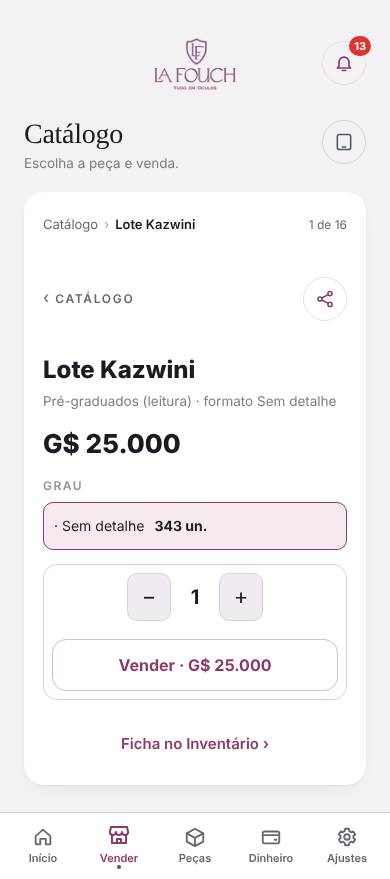 13
LF
LA FOUCH
Tudo em Óculos
Catálogo
Escolha a peça e venda.
Catálogo › Lote Kazwini 1 de 16
‹ CATÁLOGO
Lote Kazwini
Pré-graduados (leitura) · formato Sem detalhe
G$ 25.000
GRAU
· Sem detalhe 343 un.
− 1 +
Vender · G$ 25.000
Ficha no Inventário ›
Início Vender Peças Dinheiro Ajustes